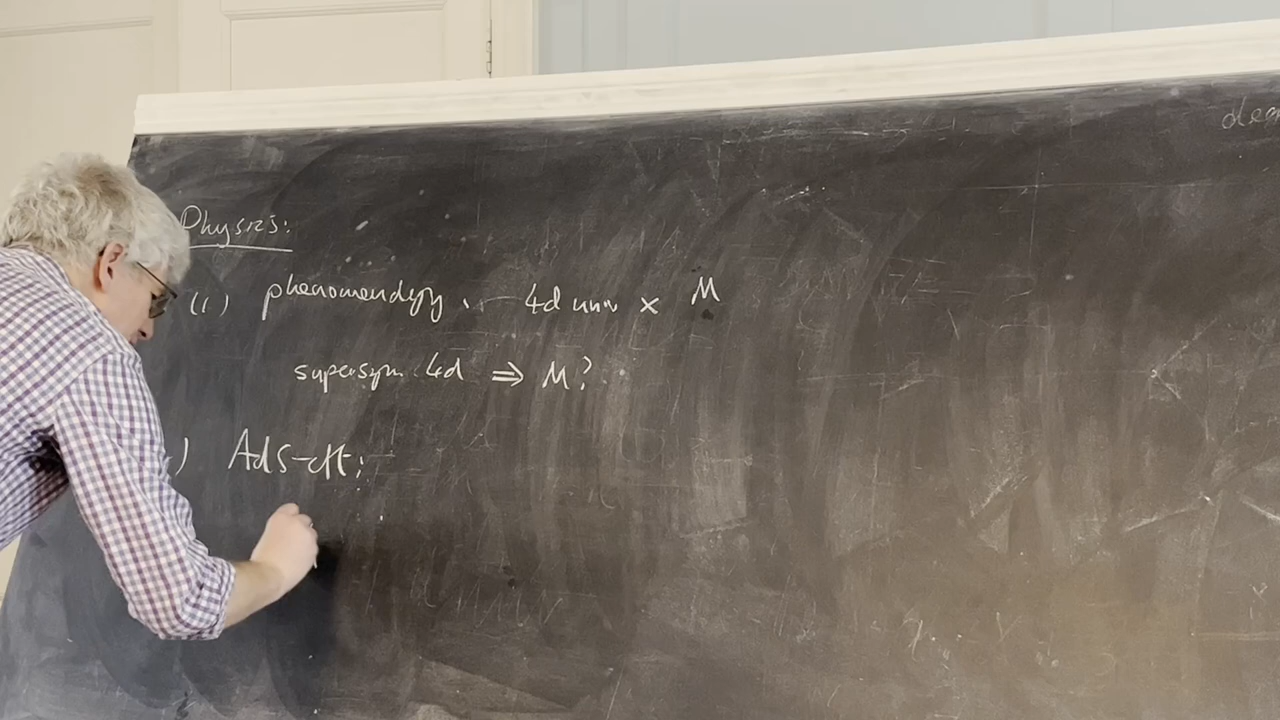 Physics:
(1) phenomenology. 4d univ × M
supersym. 4d ⇒ M?
) AdS-cft: